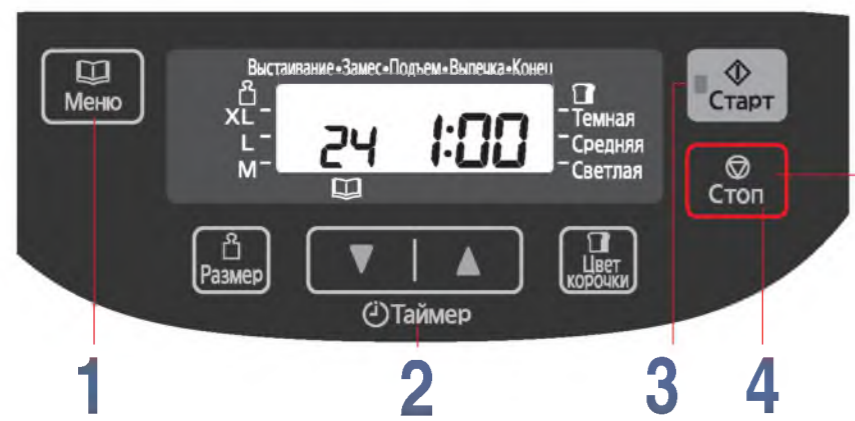 Выстаивание•Замес•Подъем•Выпечка•Конец
Меню
XL
L
M
24 1:00
Темная
Средняя
Светлая
Старт
Стоп
Размер
Таймер
Цвет
корочки
1
2
3
4